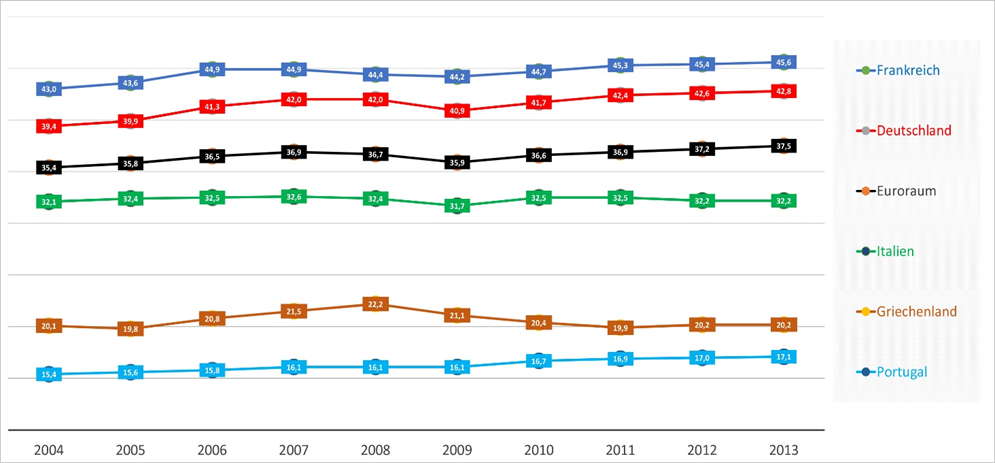 43,0 43,6 44,9 44,9 44,4 44,2 44,7 45,3 45,4 45,6
39,4 39,9 41,3 42,0 42,0 40,9 41,7 42,4 42,6 42,8
35,4 35,8 36,5 36,9 36,7 35,9 36,6 36,9 37,2 37,5
32,1 32,4 32,5 32,6 32,4 31,7 32,5 32,5 32,2 32,2
20,1 19,8 20,8 21,5 22,2 21,1 20,4 19,9 20,2 20,2
15,4 15,6 15,8 16,1 16,1 16,1 16,7 16,9 17,0 17,1
2004 2005 2006 2007 2008 2009 2010 2011 2012 2013
Frankreich
Deutschland
Euroraum
Italien
Griechenland
Portugal